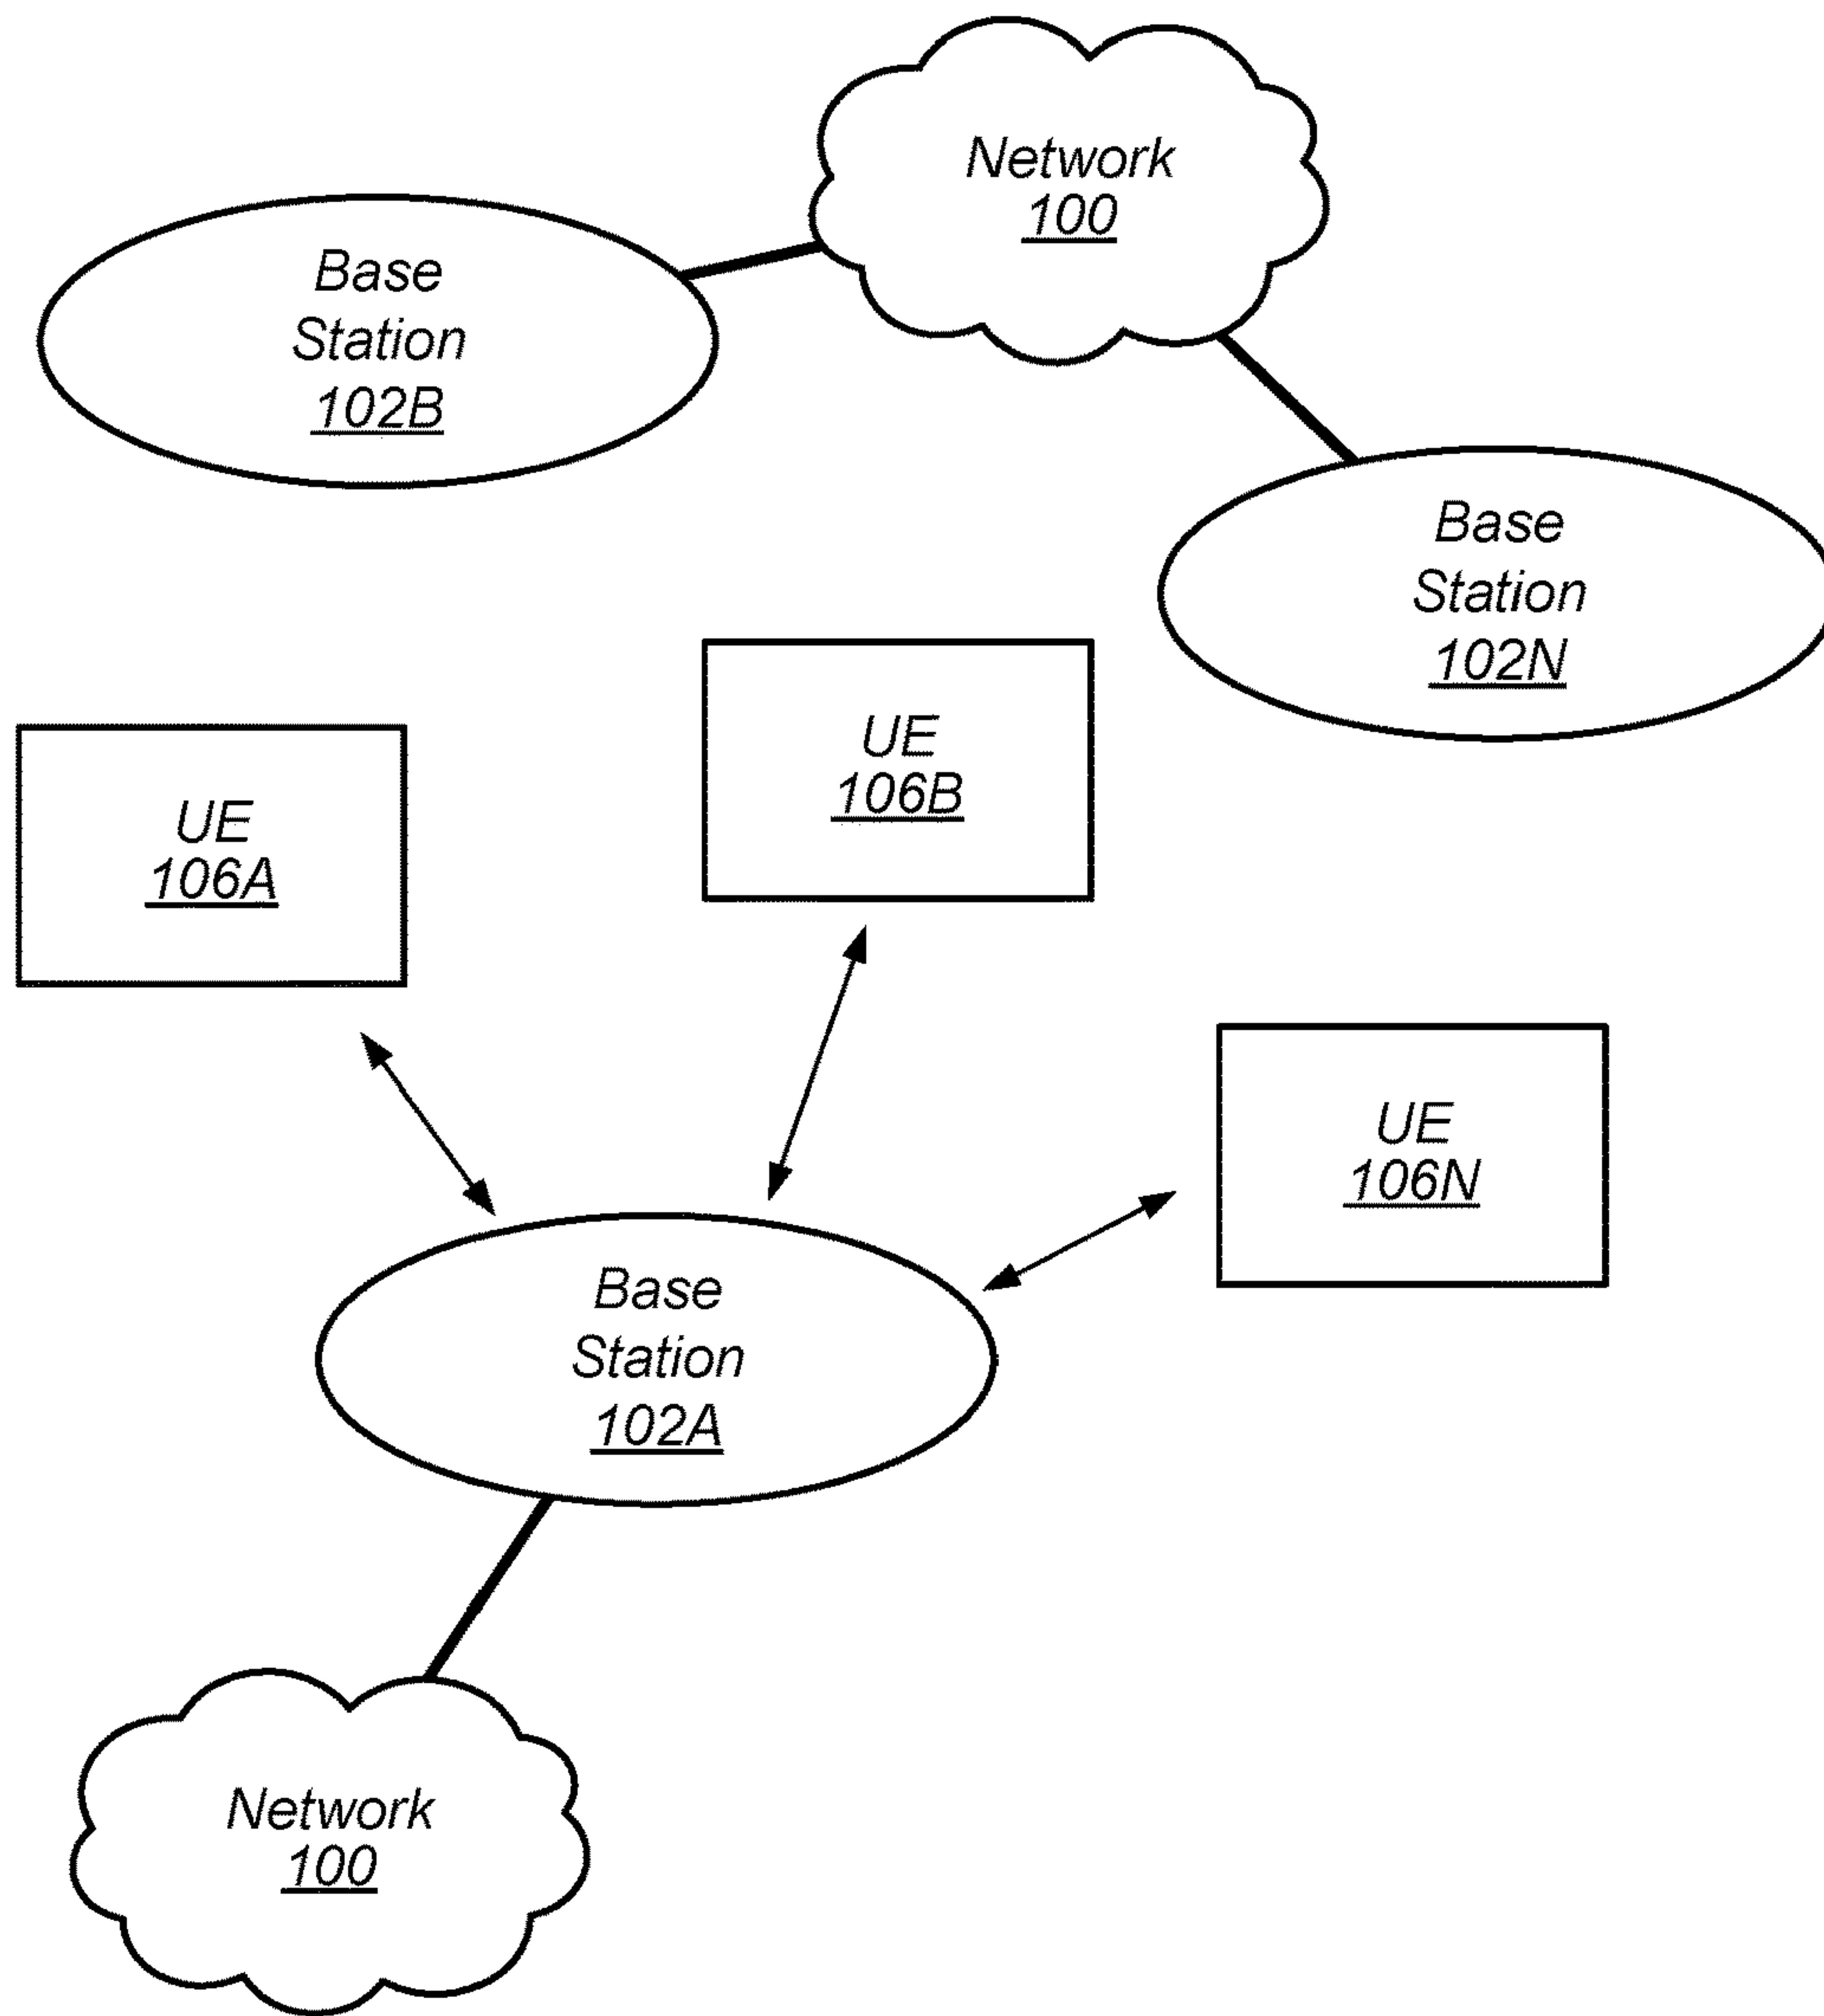 Network
100
Base
Station
102B
Base
Station
102N
UE
106B
UE
106A
UE
106N
Base
Station
102A
Network
100